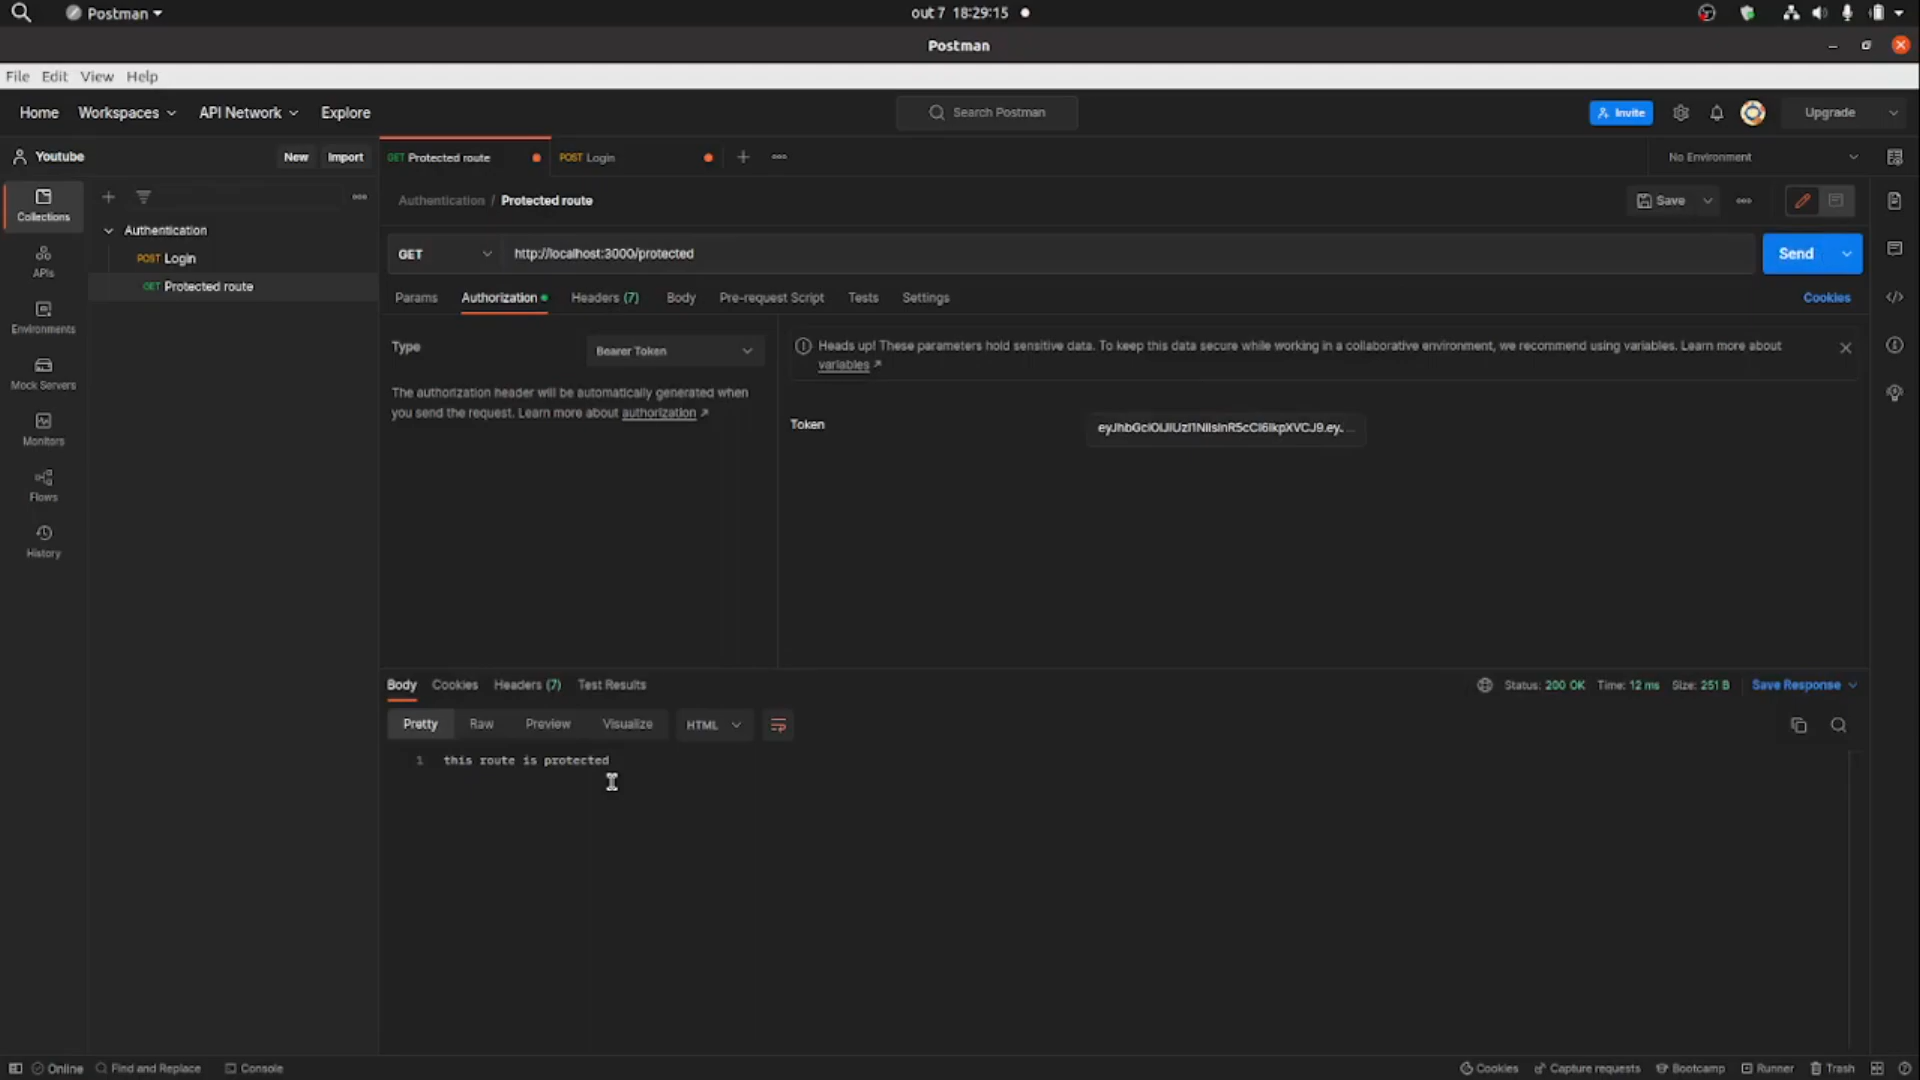 Postman
out 7 18:29:15
Postman
File Edit View Help
Home Workspaces API Network Explore
Search Postman
Invite
Upgrade
Youtube
New Import
GET Protected route
POST Login
No Environment
Collections
APIs
Environments
Mock Servers
Monitors
Flows
History
Authentication
POST Login
GET Protected route
Authentication / Protected route
Save
GET http://localhost:3000/protected
Send
Params Authorization Headers (7) Body Pre-request Script Tests Settings
Cookies
Type
Bearer Token
The authorization header will be automatically generated when
you send the request. Learn more about authorization
Heads up! These parameters hold sensitive data. To keep this data secure while working in a collaborative environment, we recommend using variables. Learn more about
variables
Token
Body Cookies Headers (7) Test Results
Status: 200 OK Time: 12 ms Size: 251 B
Save Response
Pretty Raw Preview Visualize HTML
1 this route is protected
Online Find and Replace Console
Cookies Capture requests Bootcamp Runner Trash